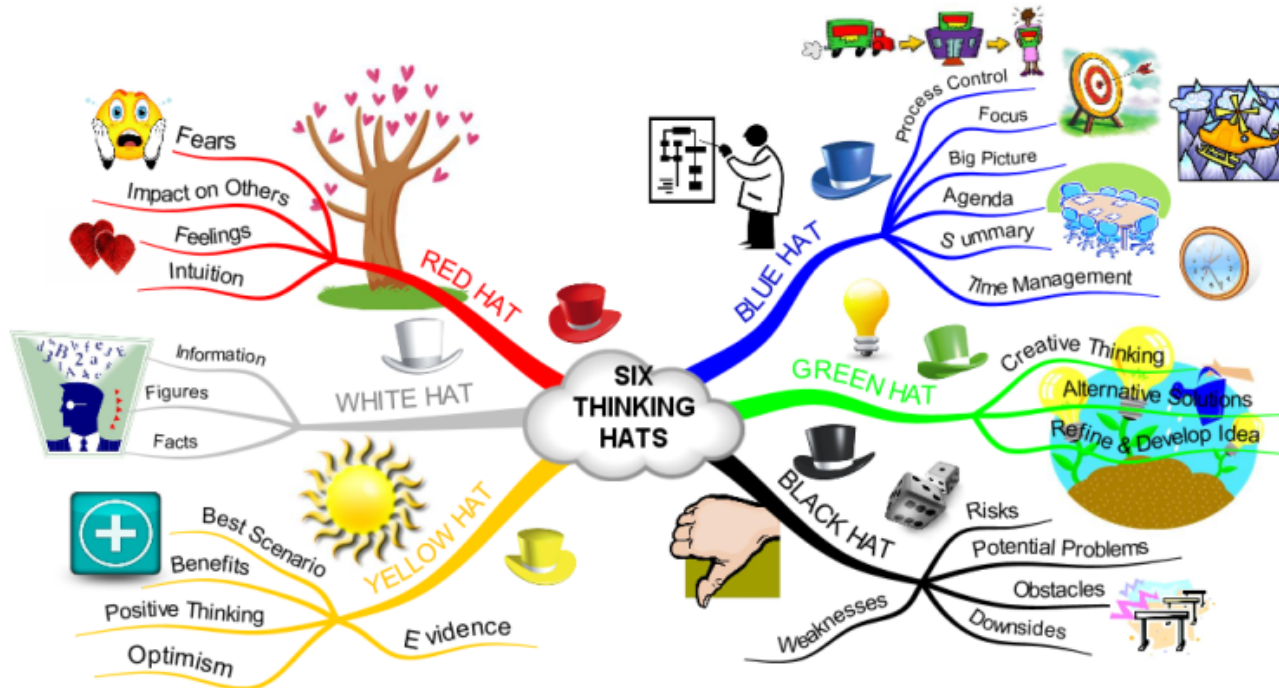 SIX
THINKING
HATS
RED HAT
Fears
Impact on Others
Feelings
Intuition
WHITE HAT
Information
Figures
Facts
YELLOW HAT
Best Scenario
Benefits
Positive Thinking
Optimism
Evidence
BLUE HAT
Process Control
Focus
Big Picture
Agenda
Summary
Time Management
GREEN HAT
Creative Thinking
Alternative Solutions
Refine & Develop Idea
BLACK HAT
Risks
Potential Problems
Obstacles
Downsides
Weaknesses